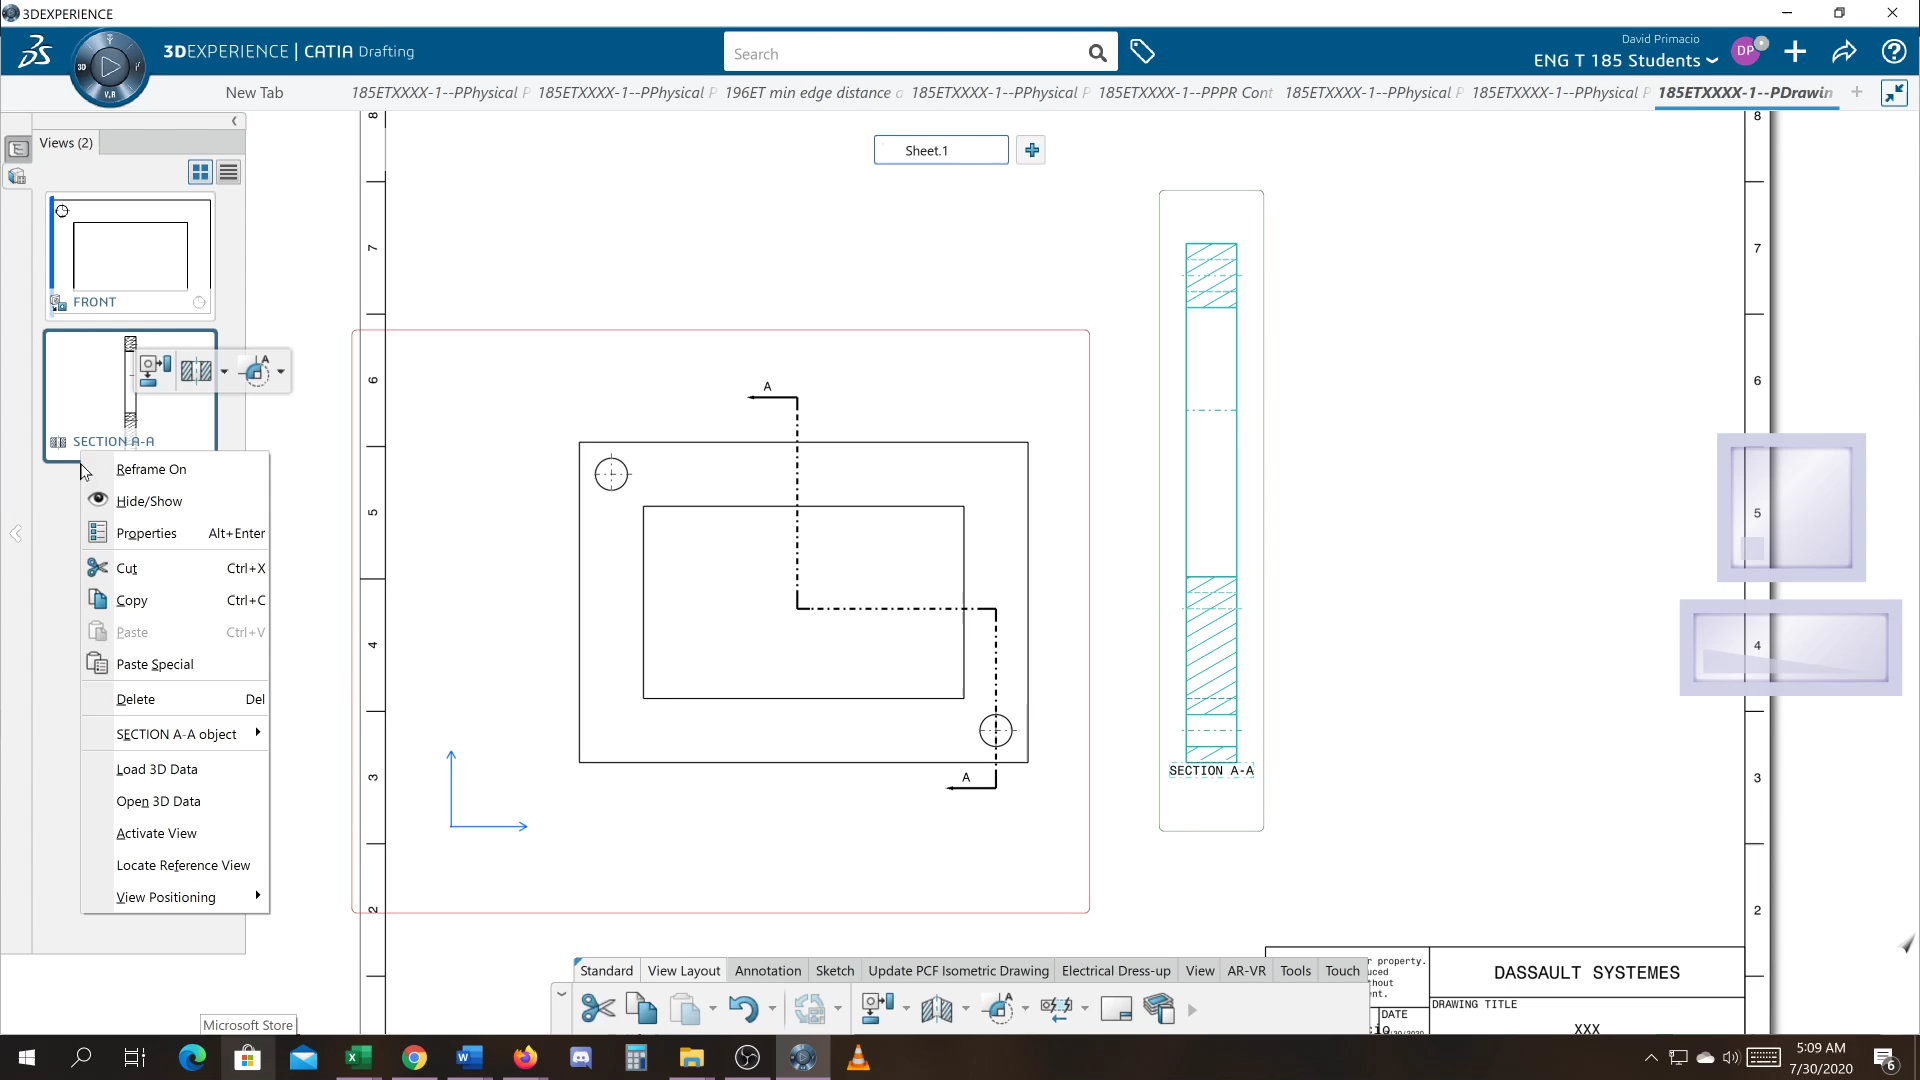 3DEXPERIENCE
3DEXPERIENCE | CATIA Drafting
3D
V.R
Search
David Primacio
ENG T 185 Students
DP
New Tab
185ETXXXX-1--PPhysical P
185ETXXXX-1--PPhysical P
196ET min edge distance a
185ETXXXX-1--PPhysical P
185ETXXXX-1--PPPR Cont
185ETXXXX-1--PPhysical P
185ETXXXX-1--PPhysical P
185ETXXXX-1--PDrawin
Views (2)
Sheet.1
FRONT
SECTION A-A
Reframe On
Hide/Show
Properties Alt+Enter
Cut Ctrl+X
Copy Ctrl+C
Paste Ctrl+V
Paste Special
Delete Del
SECTION A-A object
Load 3D Data
Open 3D Data
Activate View
Locate Reference View
View Positioning
8
7
6
5
4
3
2
A
A
SECTION A-A
8
7
6
5
4
3
2
Standard View Layout Annotation Sketch Update PCF Isometric Drawing Electrical Dress-up View AR-VR Tools Touch
r property.
uced
ithout
ent.
DATE
DASSAULT SYSTEMES
DRAWING TITLE
XXX
Microsoft Store
5:09 AM
7/30/2020
6